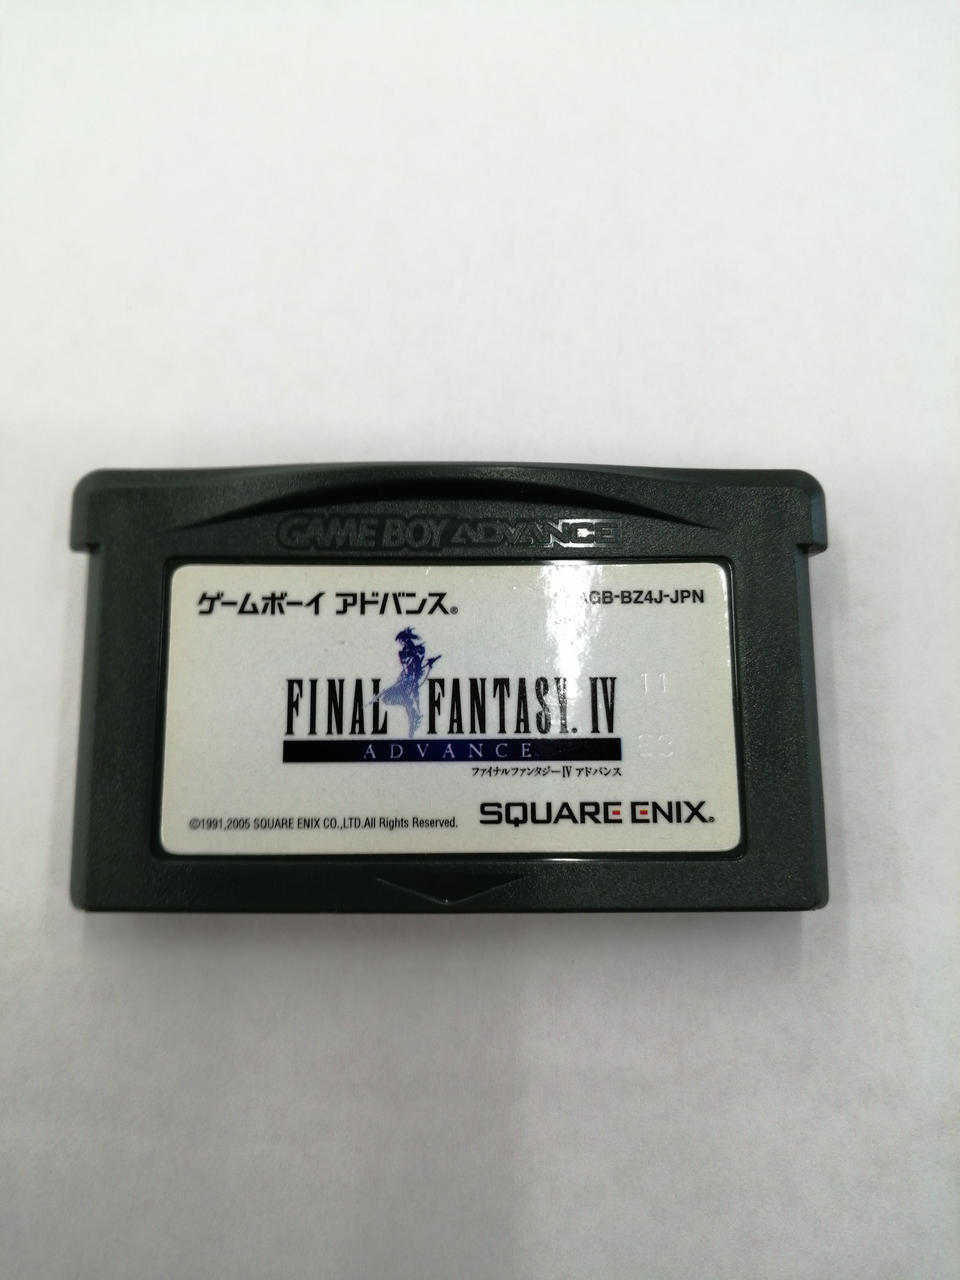 GAME BOY ADVANCE
ゲームボーイ アドバンス®
AGB-BZ4J-JPN
FINAL FANTASY. IV
11
ADVANCE
ファイナルファンタジーIV アドバンス
©1991,2005 SQUARE ENIX CO.,LTD.All Rights Reserved.
SQUARE ENIX®